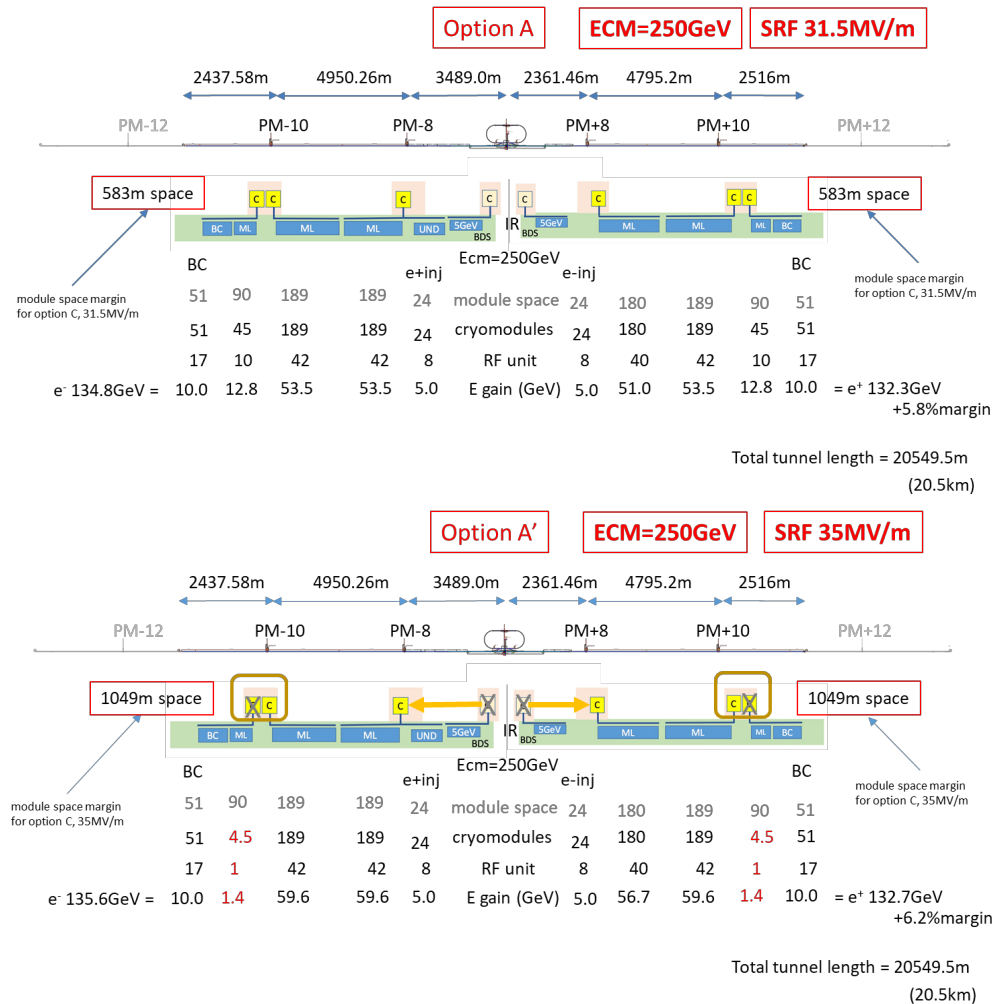 Option A ECM=250GeV SRF 31.5MV/m
2437.58m 4950.26m 3489.0m 2361.46m 4795.2m 2516m
PM-12 PM-10 PM-8 PM+8 PM+10 PM+12
583m space C C C C C C C C 583m space
BC ML ML ML UND 5GeV BDS IR BDS 5GeV ML ML ML BC
Ecm=250GeV
BC e+inj e-inj BC
module space margin
for option C, 31.5MV/m
module space margin
for option C, 31.5MV/m
51 90 189 189 24 module space 24 180 189 90 51
51 45 189 189 24 cryomodules 24 180 189 45 51
17 10 42 42 8 RF unit 8 40 42 10 17
e⁻ 134.8GeV = 10.0 12.8 53.5 53.5 5.0 E gain (GeV) 5.0 51.0 53.5 12.8 10.0 = e⁺ 132.3GeV
+5.8%margin
Total tunnel length = 20549.5m
(20.5km)
Option A’ ECM=250GeV SRF 35MV/m
2437.58m 4950.26m 3489.0m 2361.46m 4795.2m 2516m
PM-12 PM-10 PM-8 PM+8 PM+10 PM+12
1049m space C C C C C C C C 1049m space
BC ML ML ML UND 5GeV BDS IR BDS 5GeV ML ML ML BC
Ecm=250GeV
BC e+inj e-inj BC
module space margin
for option C, 35MV/m
module space margin
for option C, 35MV/m
51 90 189 189 24 module space 24 180 189 90 51
51 4.5 189 189 24 cryomodules 24 180 189 4.5 51
17 1 42 42 8 RF unit 8 40 42 1 17
e⁻ 135.6GeV = 10.0 1.4 59.6 59.6 5.0 E gain (GeV) 5.0 56.7 59.6 1.4 10.0 = e⁺ 132.7GeV
+6.2%margin
Total tunnel length = 20549.5m
(20.5km)